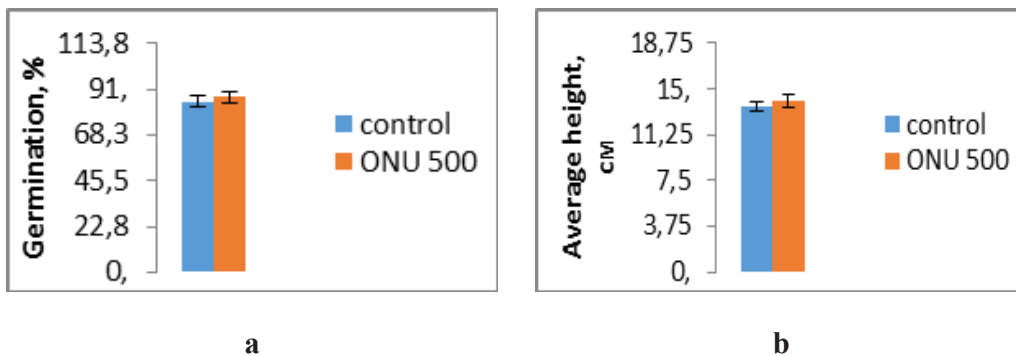 Germination, %
113,8
91,
68,3
45,5
22,8
0,
control
ONU 500
a
Average height,
см
18,75
15,
11,25
7,5
3,75
0,
control
ONU 500
b